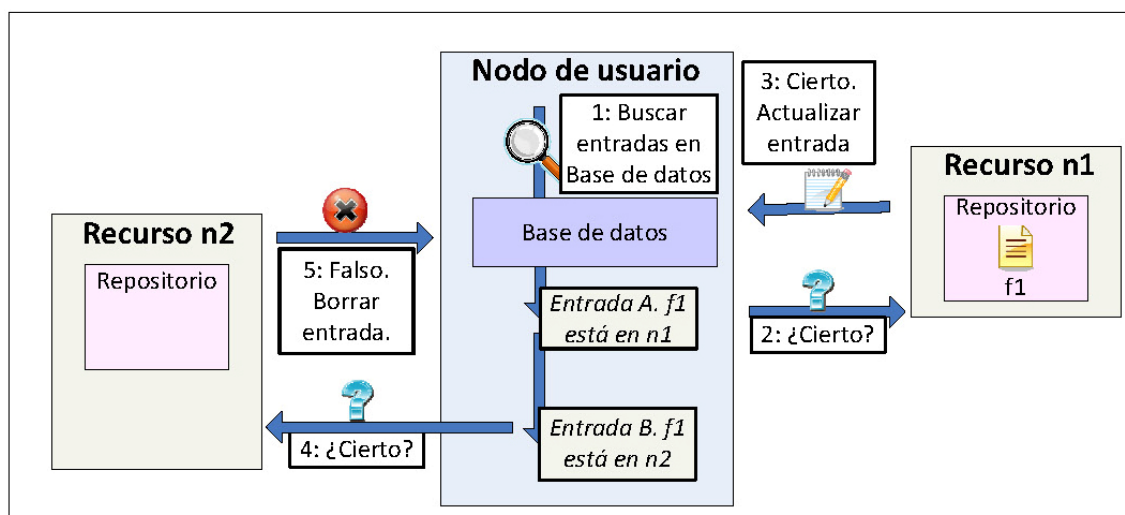 Nodo de usuario
1: Buscar
entradas en
Base de datos
3: Cierto.
Actualizar
entrada
Recurso n1
Repositorio
f1
Recurso n2
Repositorio
5: Falso.
Borrar
entrada.
Base de datos
Entrada A. f1
está en n1
2: ¿Cierto?
Entrada B. f1
está en n2
4: ¿Cierto?